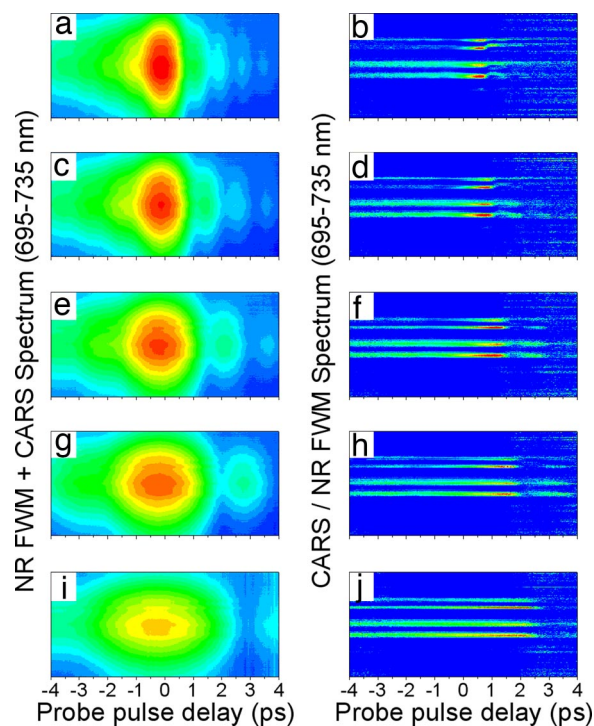 a
b
c
d
e
f
g
h
i
j
NR FWM + CARS Spectrum (695-735 nm)
CARS / NR FWM Spectrum (695-735 nm)
-4 -3 -2 -1 0 1 2 3 4
Probe pulse delay (ps)
-4 -3 -2 -1 0 1 2 3 4
Probe pulse delay (ps)